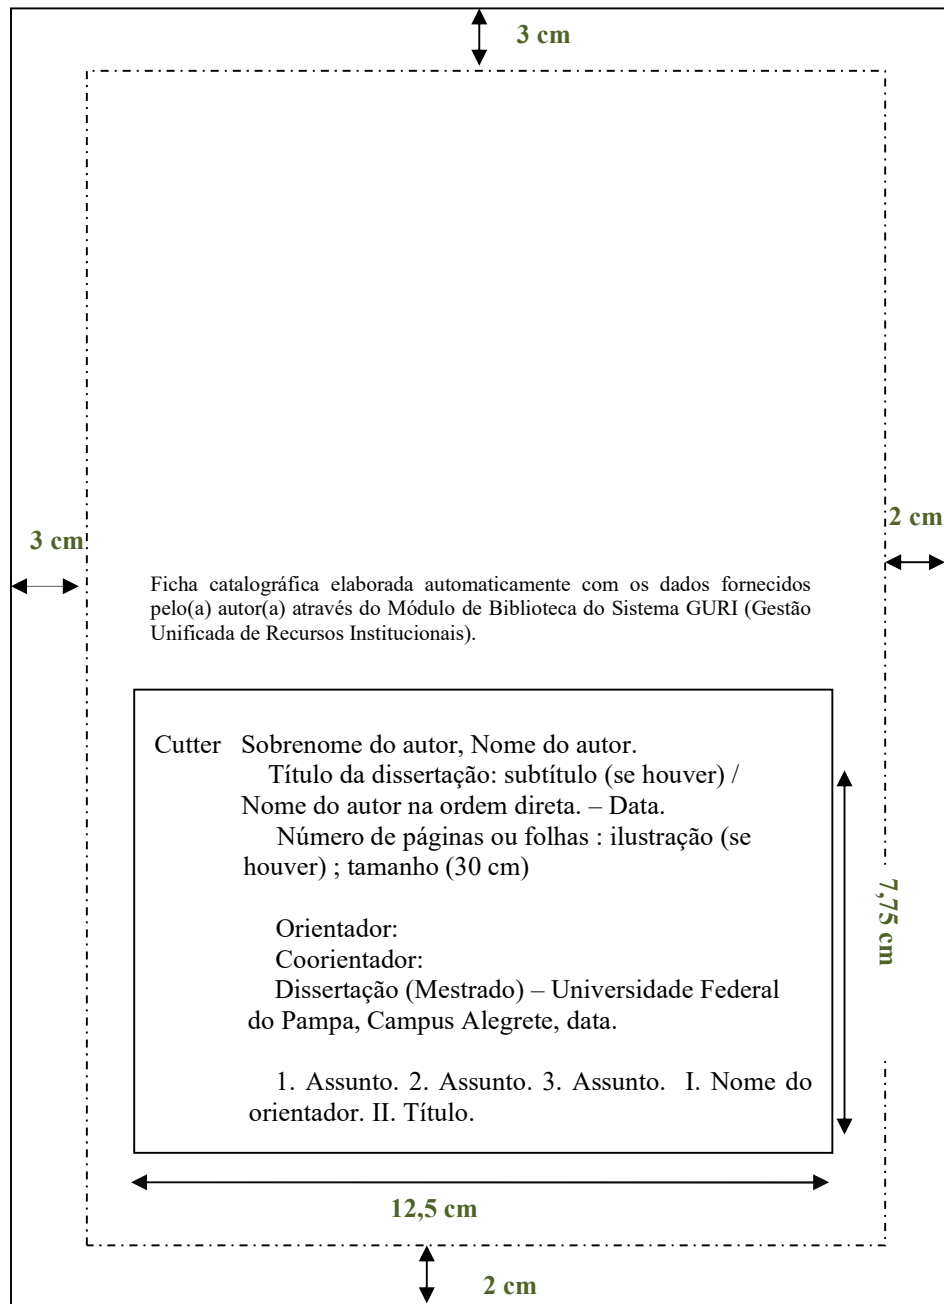 3 cm
2 cm
3 cm
Ficha catalográfica elaborada automaticamente com os dados fornecidos
pelo(a) autor(a) através do Módulo de Biblioteca do Sistema GURI (Gestão
Unificada de Recursos Institucionais).
Cutter Sobrenome do autor, Nome do autor.
Título da dissertação: subtítulo (se houver) /
Nome do autor na ordem direta. – Data.
Número de páginas ou folhas : ilustração (se
houver) ; tamanho (30 cm)
7,75 cm
Orientador:
Coorientador:
Dissertação (Mestrado) – Universidade Federal
do Pampa, Campus Alegrete, data.
1. Assunto. 2. Assunto. 3. Assunto. I. Nome do
orientador. II. Título.
12,5 cm
2 cm